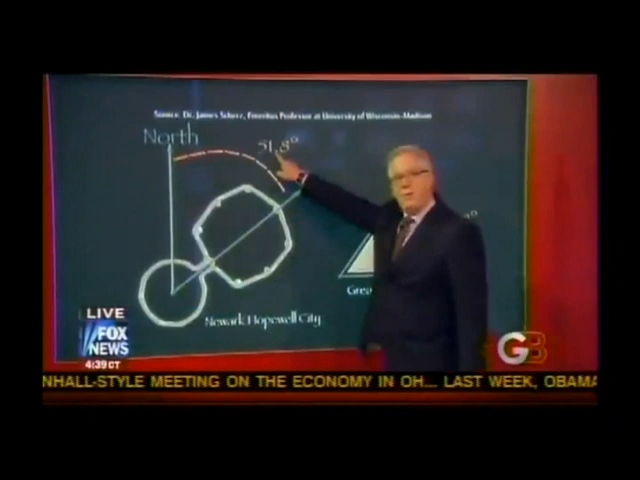 Source: Dr. James Scherz, Emeritus Professor at University of Wisconsin-Madison
North
51.8°
°
Grea
Newark Hopewell City
LIVE
FOX
NEWS
4:39 CT
GB
NHALL-STYLE MEETING ON THE ECONOMY IN OH... LAST WEEK, OBAMA